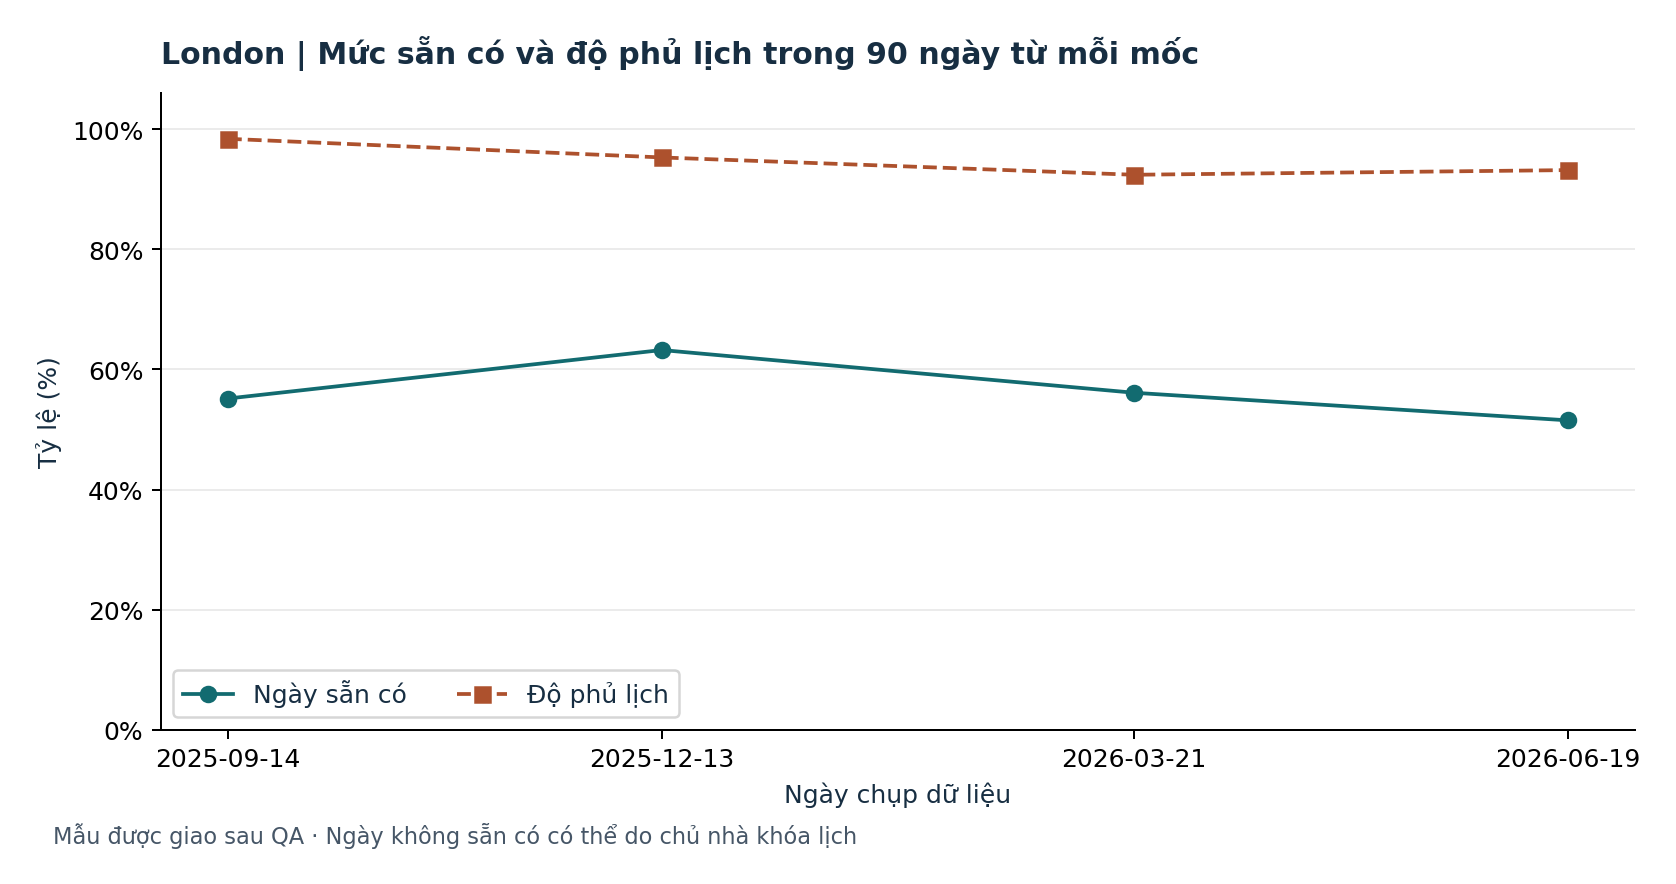 London | Mức sẵn có và độ phủ lịch trong 90 ngày từ mỗi mốc
Tỷ lệ (%)
100%
80%
60%
40%
20%
0%
Ngày sẵn có
Độ phủ lịch
2025-09-14
2025-12-13
2026-03-21
2026-06-19
Ngày chụp dữ liệu
Mẫu được giao sau QA · Ngày không sẵn có có thể do chủ nhà khóa lịch